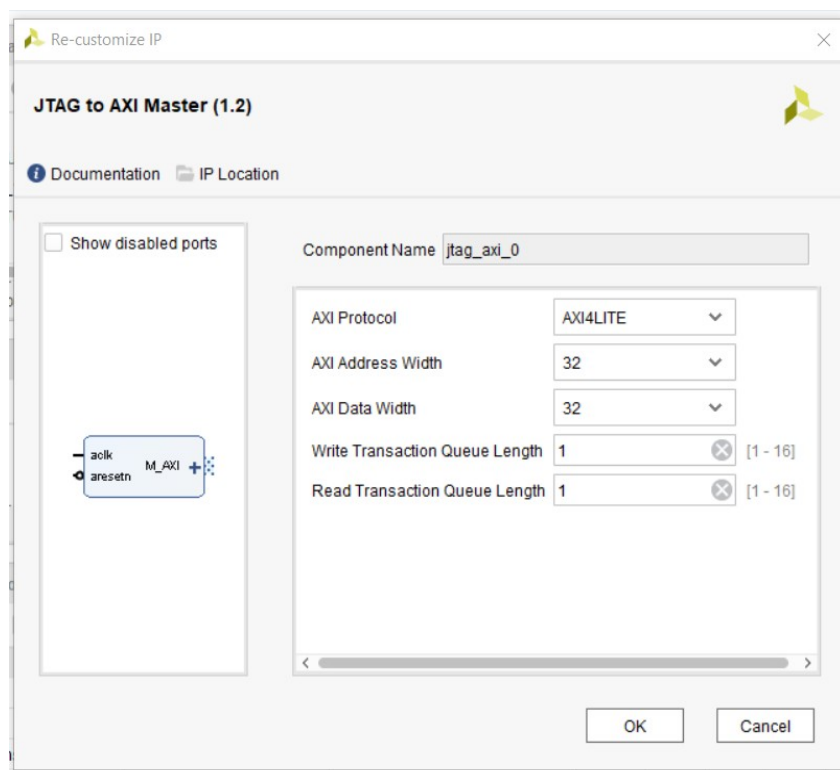 Re-customize IP
JTAG to AXI Master (1.2)
Documentation IP Location
Show disabled ports
aclk
aresetn
M_AXI
Component Name jtag_axi_0
AXI Protocol AXI4LITE
AXI Address Width 32
AXI Data Width 32
Write Transaction Queue Length 1 [1 - 16]
Read Transaction Queue Length 1 [1 - 16]
OK Cancel